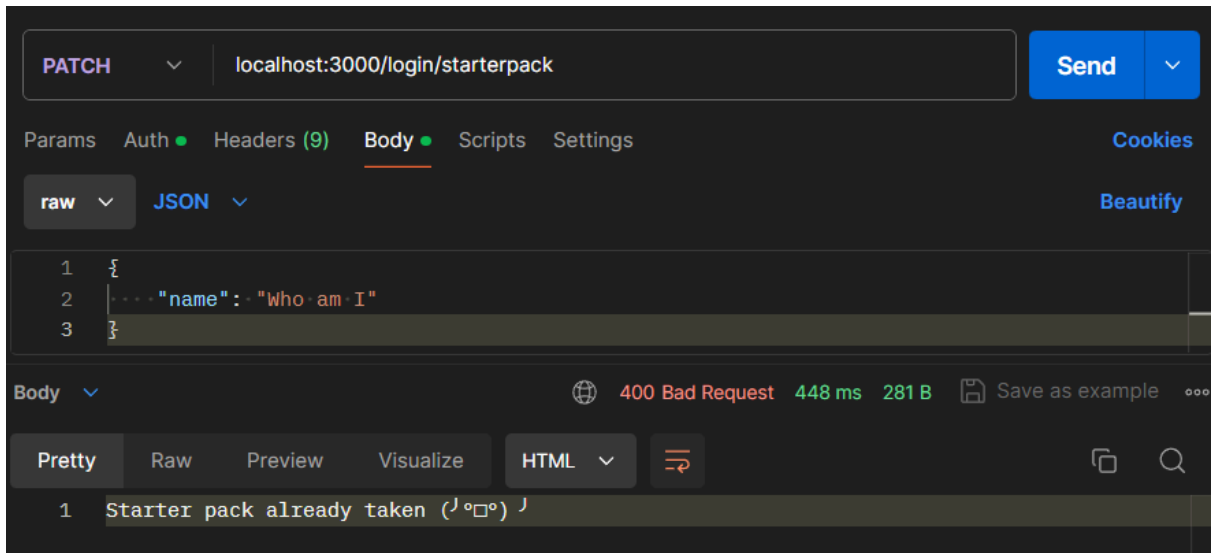 PATCH localhost:3000/login/starterpack Send
Params Auth Headers (9) Body Scripts Settings Cookies
raw JSON Beautify
1 {
2 "name": "Who am I"
3 }
Body 400 Bad Request 448 ms 281 B Save as example
Pretty Raw Preview Visualize HTML
1 Starter pack already taken (╯°□°)╯